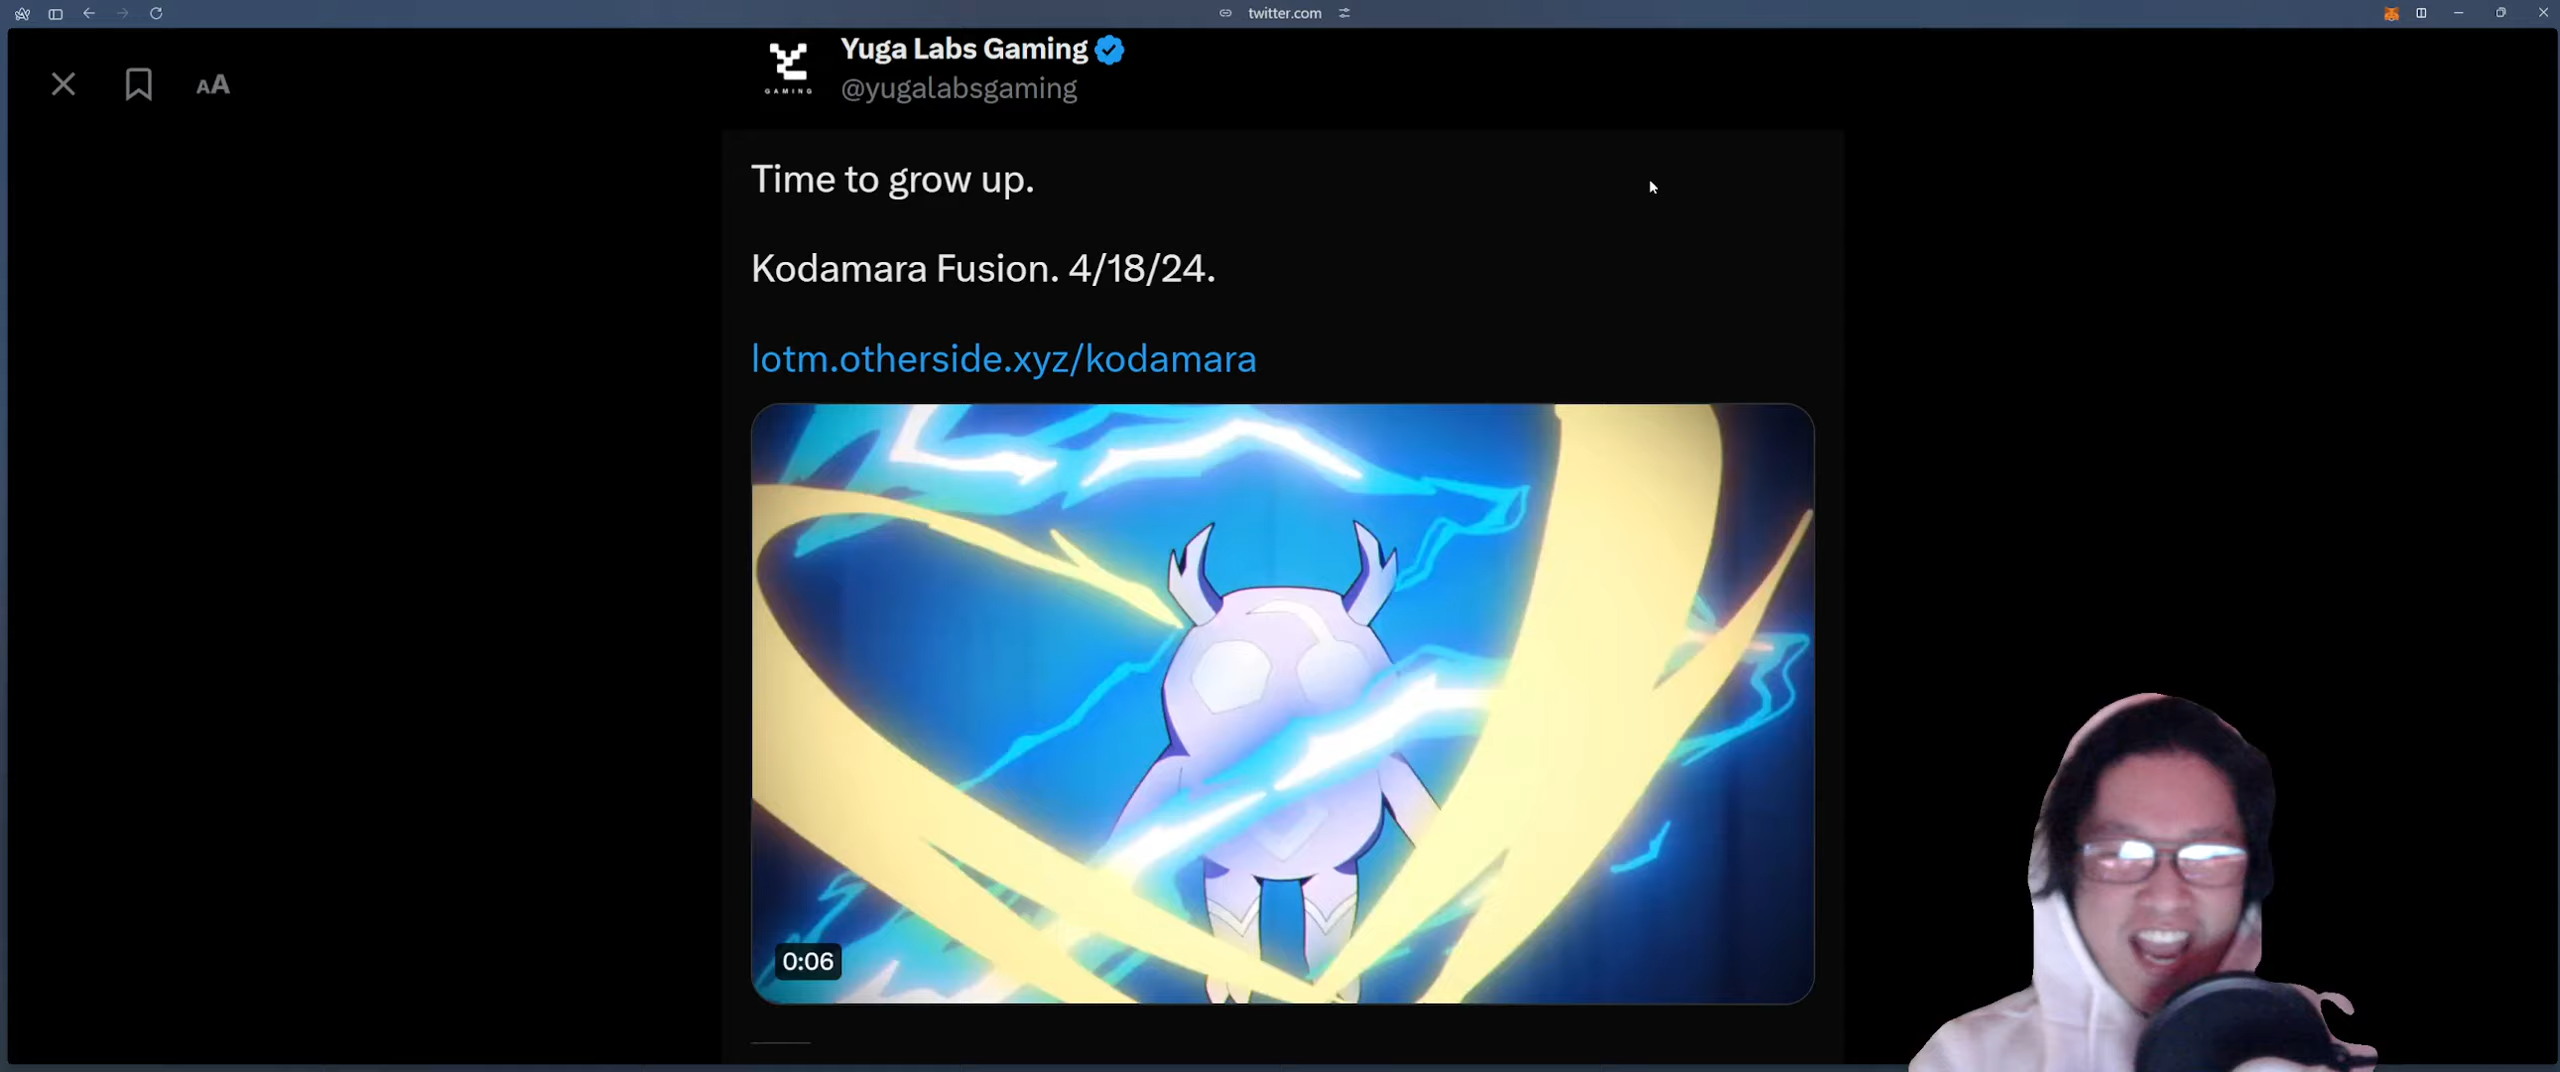 twitter.com
Yuga Labs Gaming
GAMING
@yugalabsgaming
AA
Time to grow up.
Kodamara Fusion. 4/18/24.
lotm.otherside.xyz/kodamara
0:06